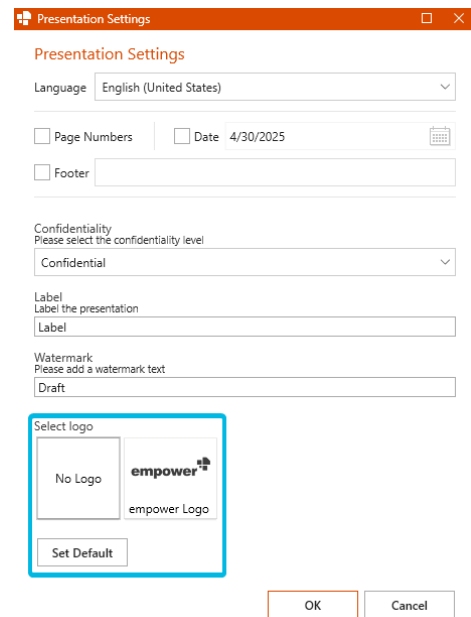 Presentation Settings
Presentation Settings
Language English (United States)
Page Numbers Date 4/30/2025
Footer
Confidentiality
Please select the confidentiality level
Confidential
Label
Label the presentation
Label
Watermark
Please add a watermark text
Draft
Select logo
No Logo empower
empower Logo
Set Default
OK Cancel